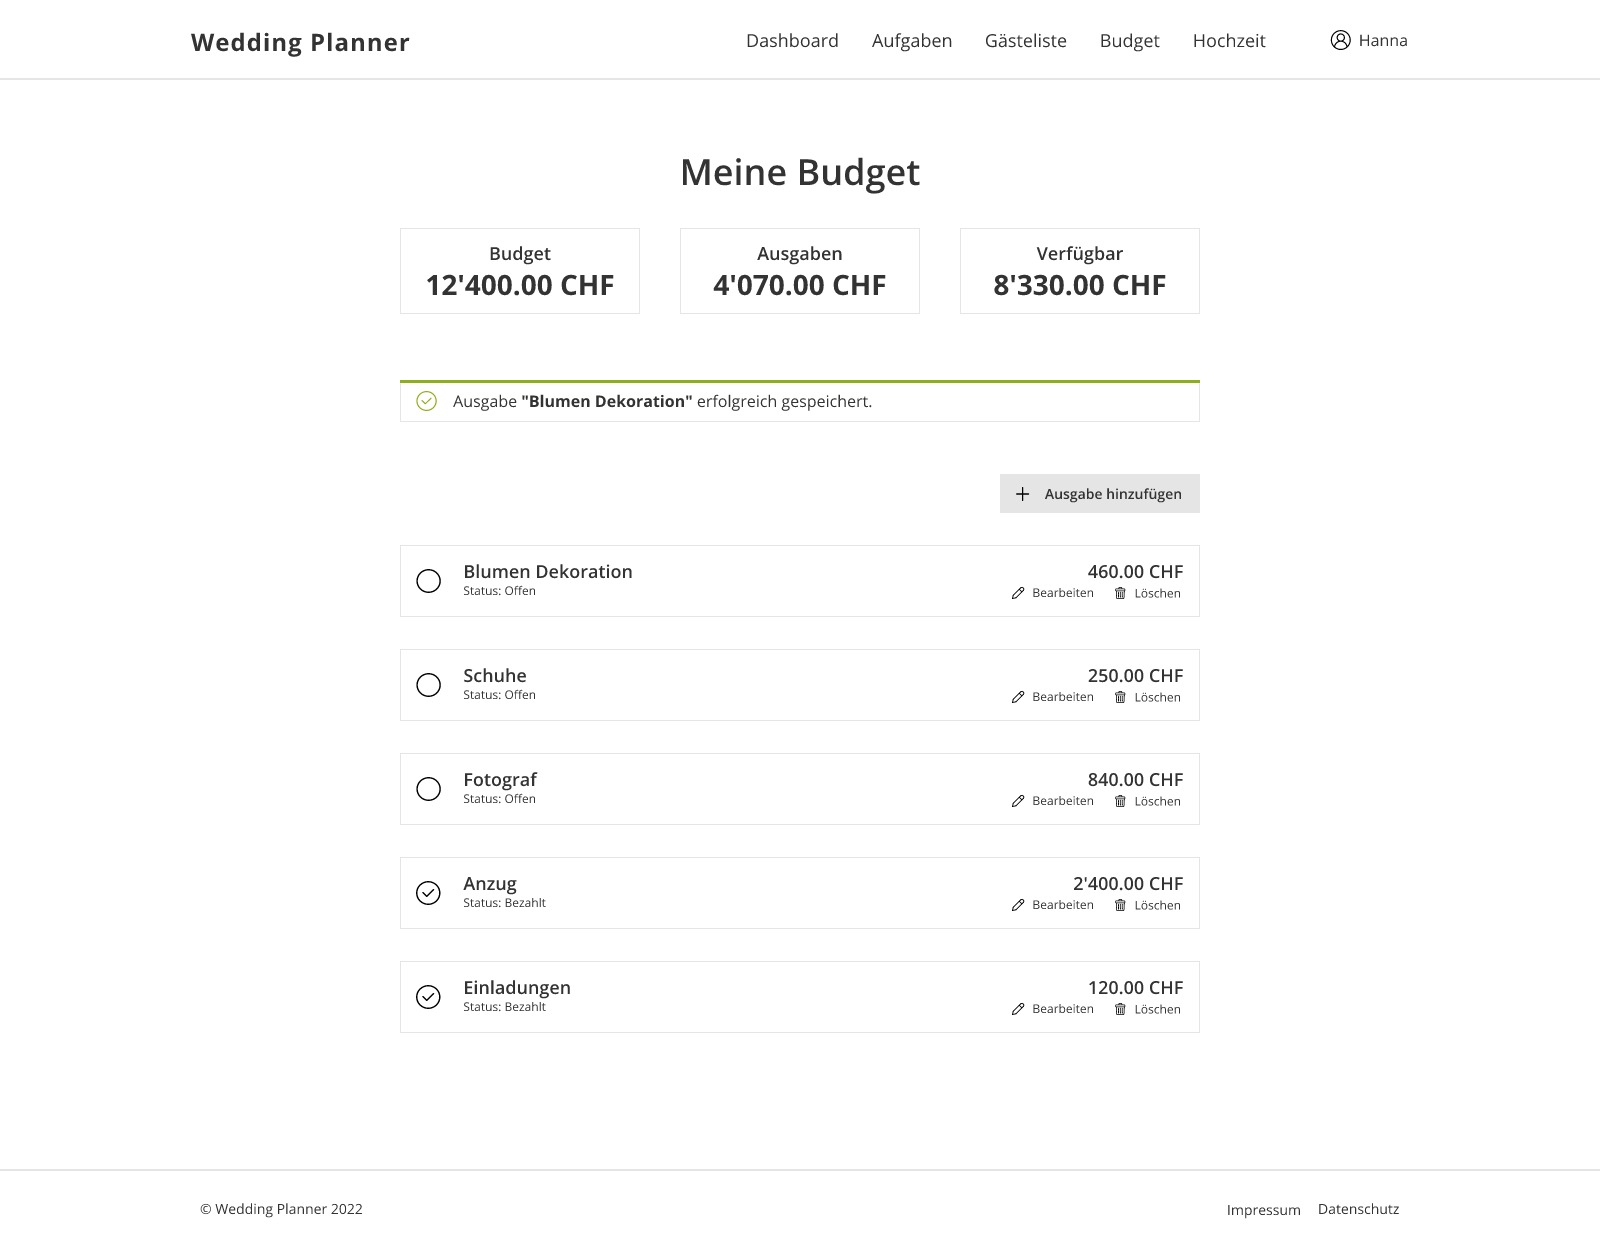 Wedding Planner
Dashboard Aufgaben Gästeliste Budget Hochzeit Hanna
Meine Budget
Budget
12'400.00 CHF
Ausgaben
4'070.00 CHF
Verfügbar
8'330.00 CHF
Ausgabe "Blumen Dekoration" erfolgreich gespeichert.
Ausgabe hinzufügen
Blumen Dekoration
Status: Offen
460.00 CHF
Bearbeiten Löschen
Schuhe
Status: Offen
250.00 CHF
Bearbeiten Löschen
Fotograf
Status: Offen
840.00 CHF
Bearbeiten Löschen
Anzug
Status: Bezahlt
2'400.00 CHF
Bearbeiten Löschen
Einladungen
Status: Bezahlt
120.00 CHF
Bearbeiten Löschen
© Wedding Planner 2022
Impressum Datenschutz